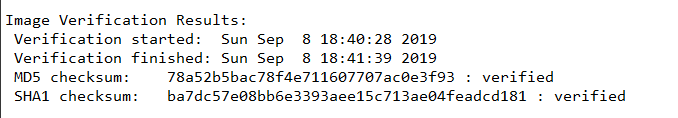 Image Verification Results:
Verification started:  Sun Sep  8 18:40:28 2019
Verification finished: Sun Sep  8 18:41:39 2019
MD5 checksum:    78a52b5bac78f4e711607707ac0e3f93 : verified
SHA1 checksum:   ba7dc57e08bb6e3393aee15c713ae04feadcd181 : verified